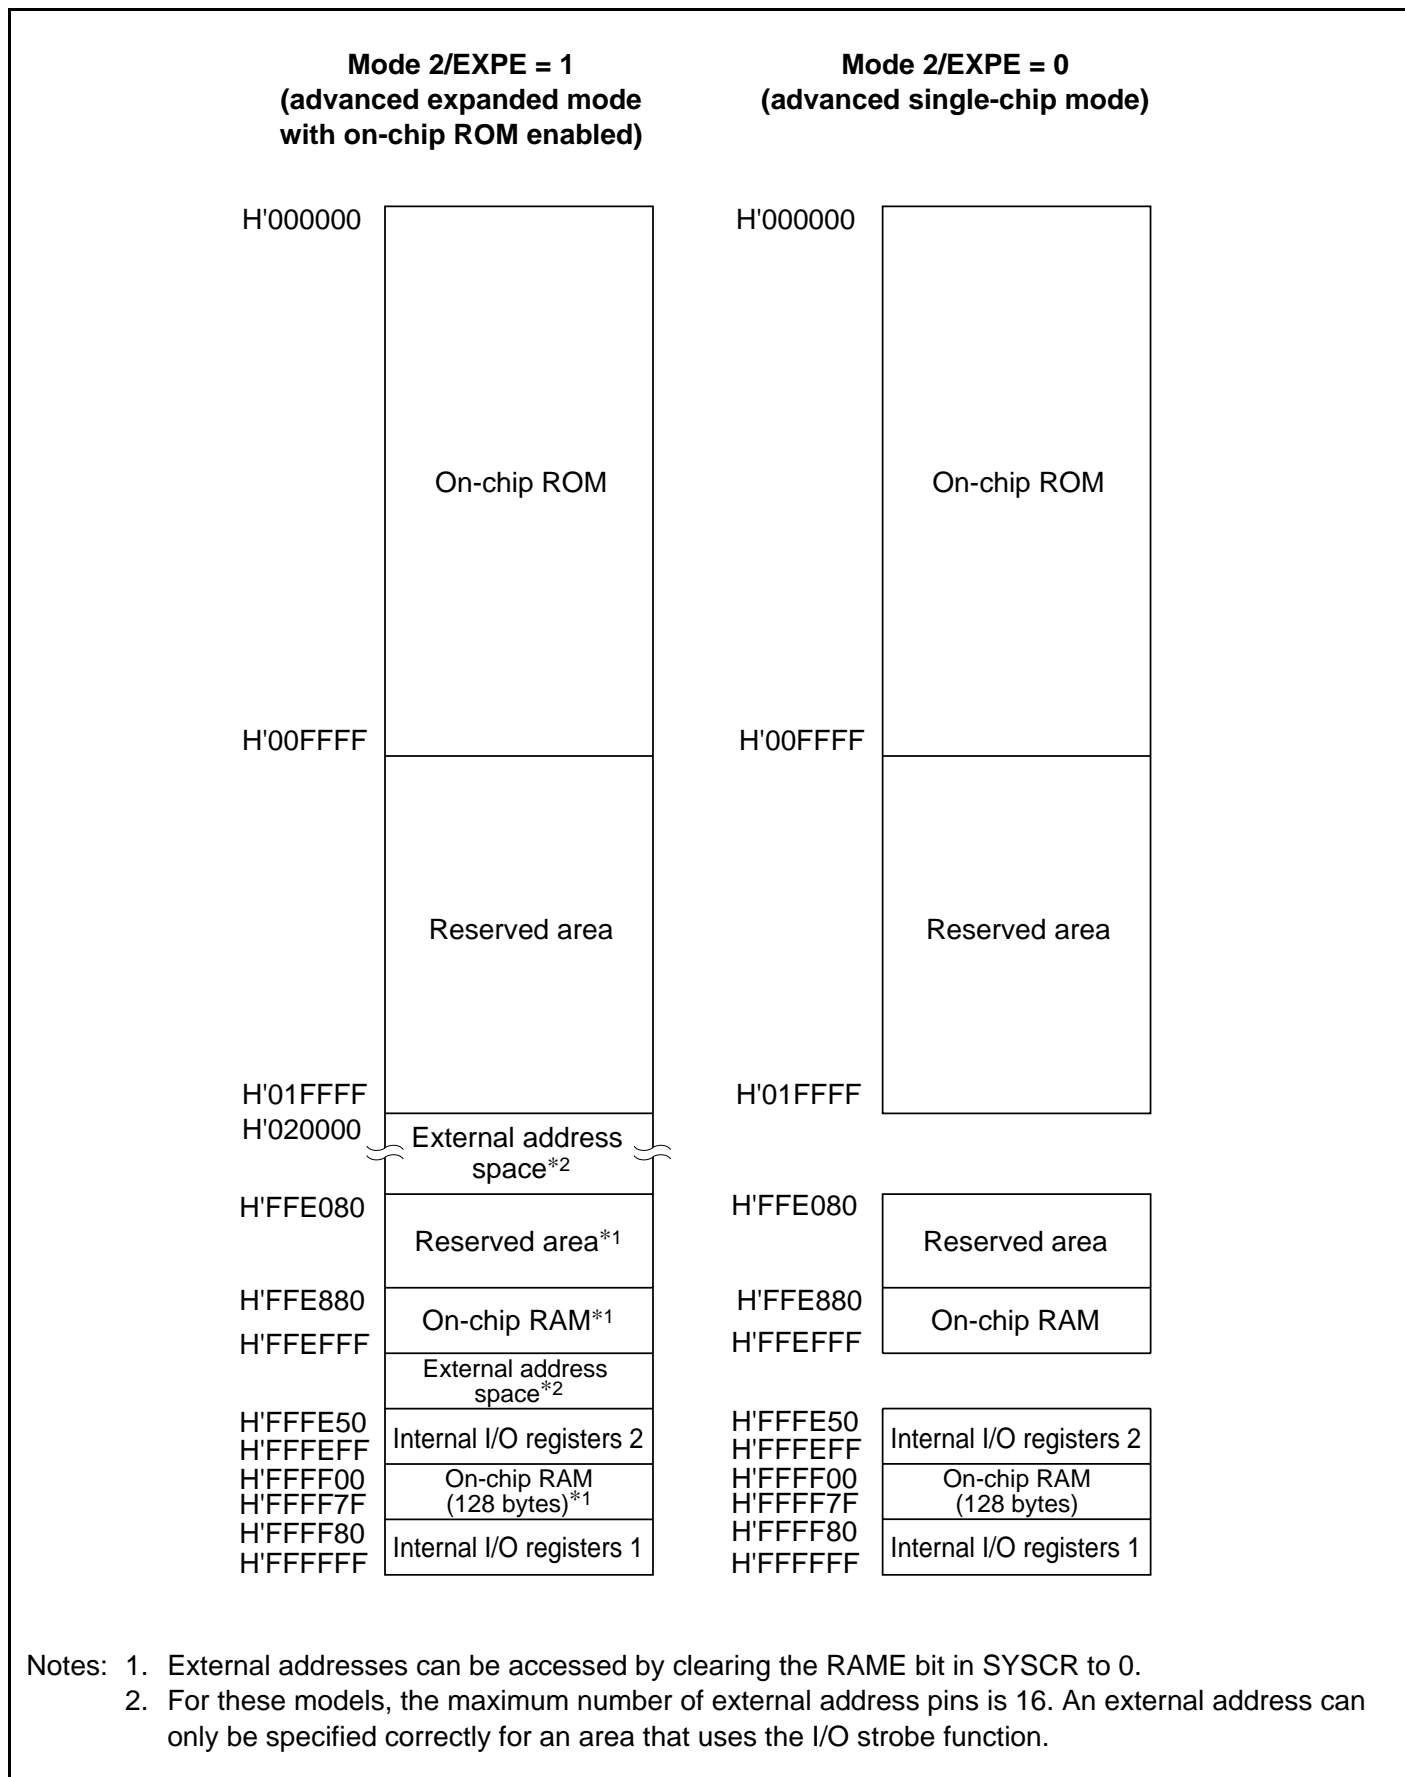 Mode 2/EXPE = 1
(advanced expanded mode
with on-chip ROM enabled)
H'000000
On-chip ROM
H'00FFFF
Reserved area
H'01FFFF
H'020000
External address
space*2
H'FFE080
Reserved area*1
H'FFE880
On-chip RAM*1
H'FFEFFF
External address
space*2
H'FFFE50
Internal I/O registers 2
H'FFFEFF
H'FFFF00
On-chip RAM
(128 bytes)*1
H'FFFF7F
H'FFFF80
Internal I/O registers 1
H'FFFFFF
Mode 2/EXPE = 0
(advanced single-chip mode)
H'000000
On-chip ROM
H'00FFFF
Reserved area
H'01FFFF
H'FFE080
Reserved area
H'FFE880
On-chip RAM
H'FFEFFF
H'FFFE50
Internal I/O registers 2
H'FFFEFF
H'FFFF00
On-chip RAM
(128 bytes)
H'FFFF7F
H'FFFF80
Internal I/O registers 1
H'FFFFFF
Notes: 1. External addresses can be accessed by clearing the RAME bit in SYSCR to 0.
2. For these models, the maximum number of external address pins is 16. An external address can
only be specified correctly for an area that uses the I/O strobe function.